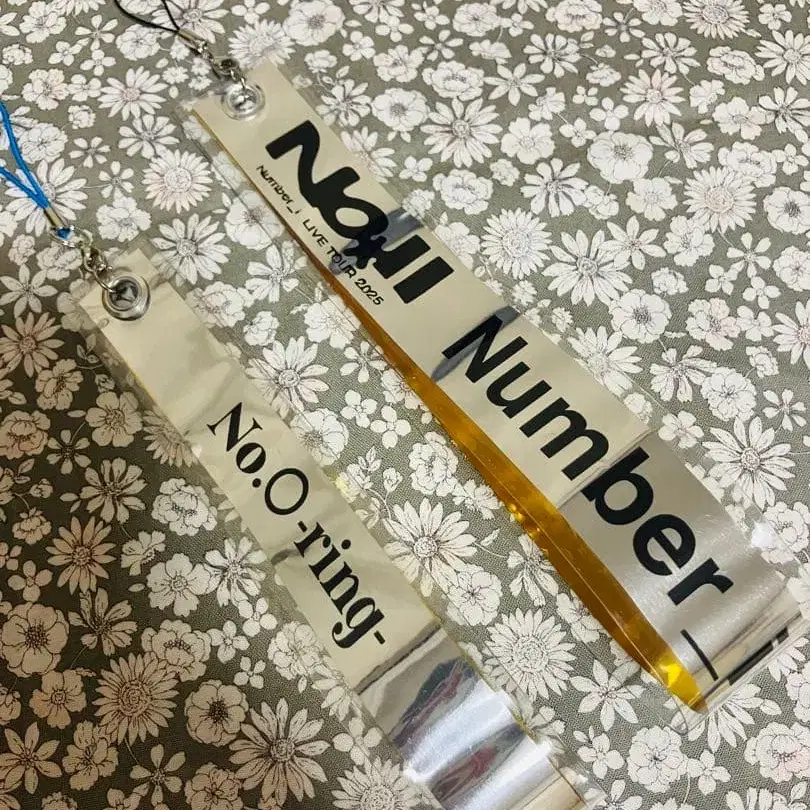 No.II
Number_i LIVE TOUR 2025
Number_i
No.O -ring-